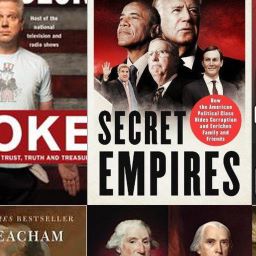 Host of the
national
television and
radio shows
OKE
TRUST, TRUTH AND TREASU
How the
American
Political Class
Hides Corruption
and Enriches
Family and
Friends
SECRET
EMPIRES
MES BESTSELLER
EACHAM